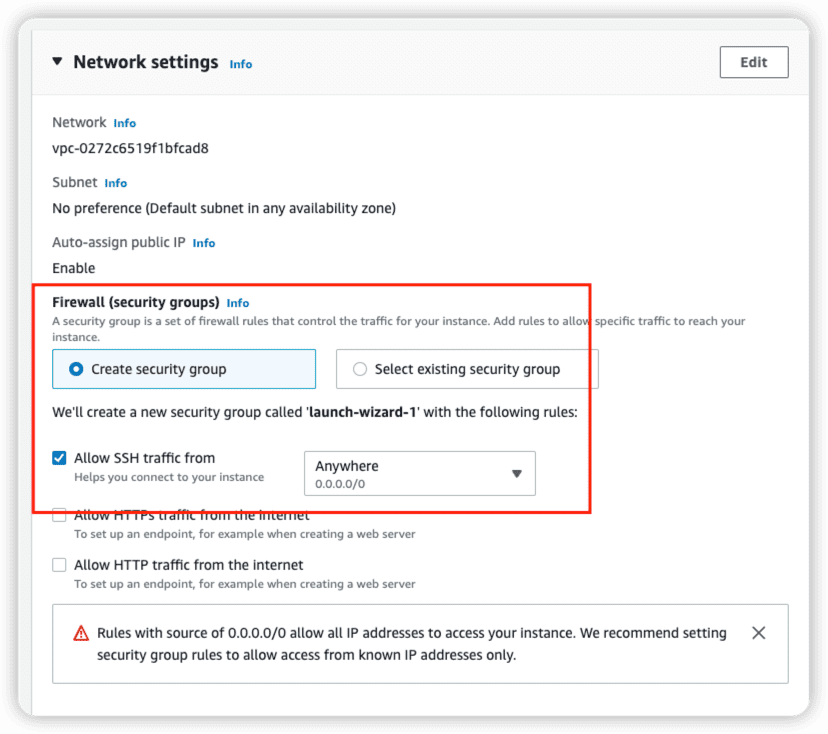 Network settings Info
Edit
Network Info
vpc-0272c6519f1bfcad8
Subnet Info
No preference (Default subnet in any availability zone)
Auto-assign public IP Info
Enable
Firewall (security groups) Info
A security group is a set of firewall rules that control the traffic for your instance. Add rules to allow specific traffic to reach your
instance.
Create security group
Select existing security group
We'll create a new security group called 'launch-wizard-1' with the following rules:
Allow SSH traffic from
Helps you connect to your instance
Anywhere
0.0.0.0/0
Allow HTTPs traffic from the internet
To set up an endpoint, for example when creating a web server
Allow HTTP traffic from the internet
To set up an endpoint, for example when creating a web server
Rules with source of 0.0.0.0/0 allow all IP addresses to access your instance. We recommend setting
security group rules to allow access from known IP addresses only.